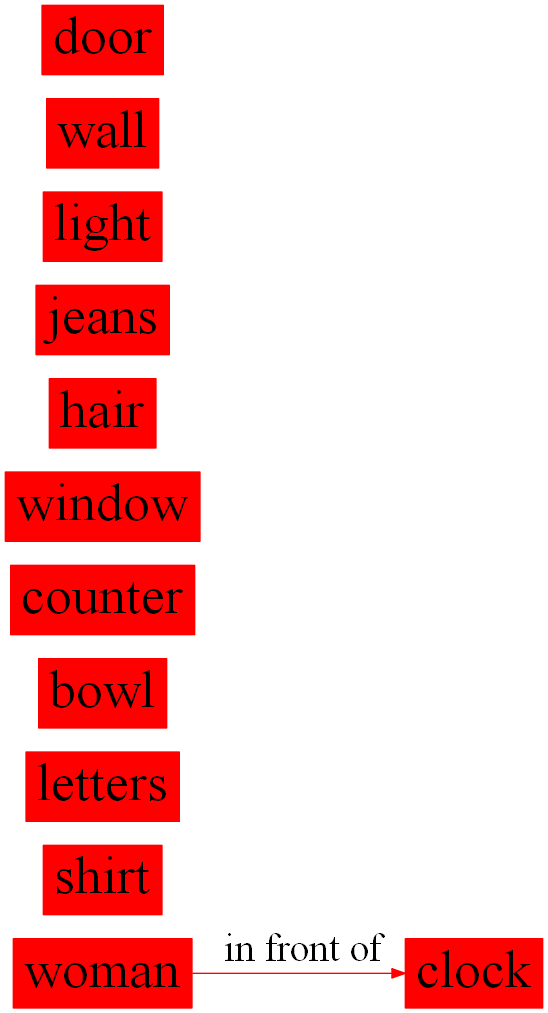 door
wall
light
jeans
hair
window
counter
bowl
letters
shirt
woman in front of clock